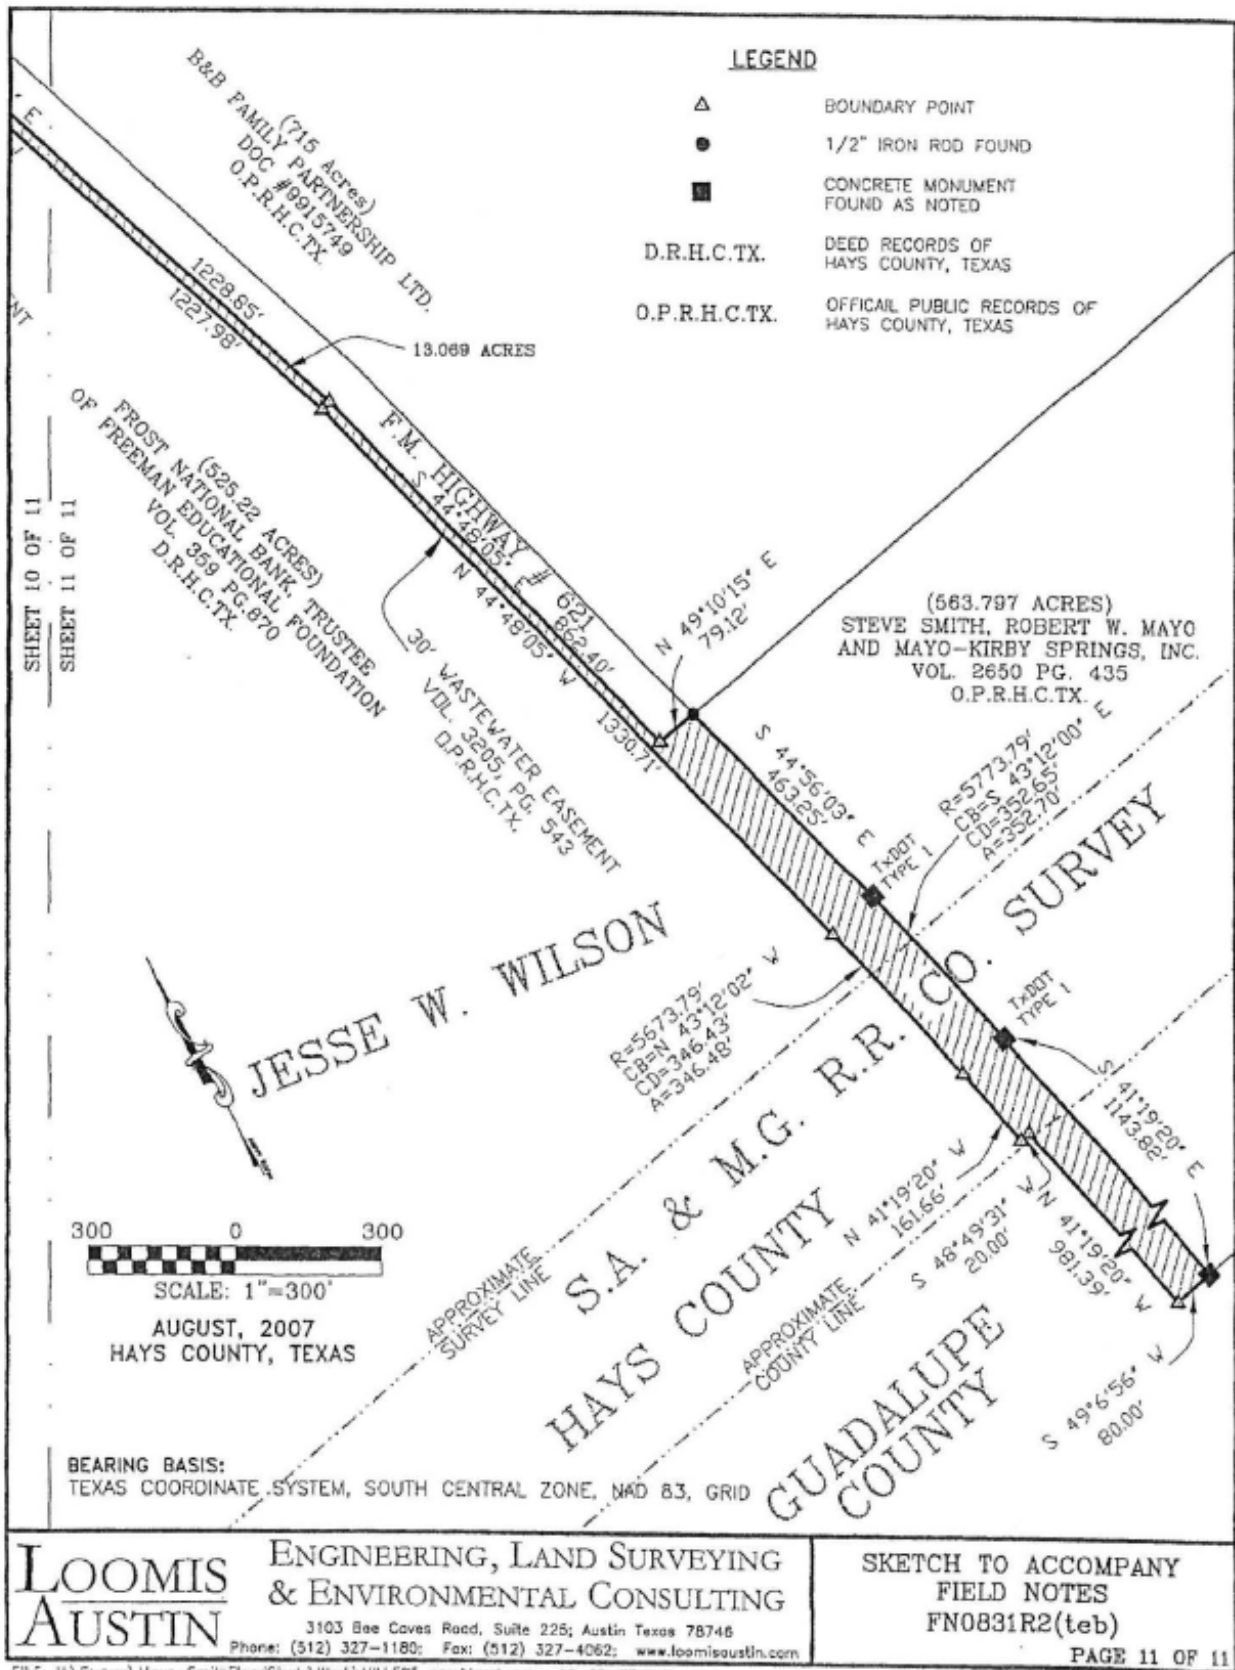 LEGEND
BOUNDARY POINT
1/2" IRON ROD FOUND
CONCRETE MONUMENT
FOUND AS NOTED
D.R.H.C.TX.
DEED RECORDS OF
HAYS COUNTY, TEXAS
O.P.R.H.C.TX.
OFFICAIL PUBLIC RECORDS OF
HAYS COUNTY, TEXAS
E
(715 Acres)
B&B FAMILY PARTNERSHIP LTD.
DOC #9915749
O.P.R.H.C.TX.
1228.85'
1227.98'
13.069 ACRES
(525.22 ACRES)
FROST NATIONAL BANK, TRUSTEE
OF FREEMAN EDUCATIONAL FOUNDATION
VOL. 359 PG.670
D.R.H.C.TX.
SHEET 10 OF 11
SHEET 11 OF 11
F.M. HIGHWAY # 621
S 44°48'05" E
862.40'
N 44°48'05" W
1330.71'
30' WASTEWATER EASEMENT
VOL. 3205, PG. 543
O.P.R.H.C.TX.
N 49°10'15" E
79.12'
(563.797 ACRES)
STEVE SMITH, ROBERT W. MAYO
AND MAYO-KIRBY SPRINGS, INC.
VOL. 2650 PG. 435
O.P.R.H.C.TX.
S 44°56'03" E
463.25'
TxDOT
TYPE 1
R=5773.79'
CB=S 43°12'00" E
CD=352.65'
A=352.70'
JESSE W. WILSON
R=5673.79'
CB=N 43°12'02" W
CD=346.43'
A=346.48'
S.A. & M.G. R.R. CO. SURVEY
TxDOT
TYPE 1
S 41°19'20" E
1143.82'
N 41°19'20" W
161.66'
S 48°49'31" W
20.00'
N 41°19'20" W
981.39'
S 49°6'56" W
80.00'
APPROXIMATE
SURVEY LINE
HAYS COUNTY
APPROXIMATE
COUNTY LINE
GUADALUPE
COUNTY
300 0 300
SCALE: 1"=300'
AUGUST, 2007
HAYS COUNTY, TEXAS
BEARING BASIS:
TEXAS COORDINATE SYSTEM, SOUTH CENTRAL ZONE, NAD 83, GRID
LOOMIS
AUSTIN
ENGINEERING, LAND SURVEYING
& ENVIRONMENTAL CONSULTING
3103 Bee Caves Road, Suite 225; Austin Texas 78746
Phone: (512) 327-1180; Fax: (512) 327-4062; www.loomisaustin.com
SKETCH TO ACCOMPANY
FIELD NOTES
FN0831R2(teb)
PAGE 11 OF 11